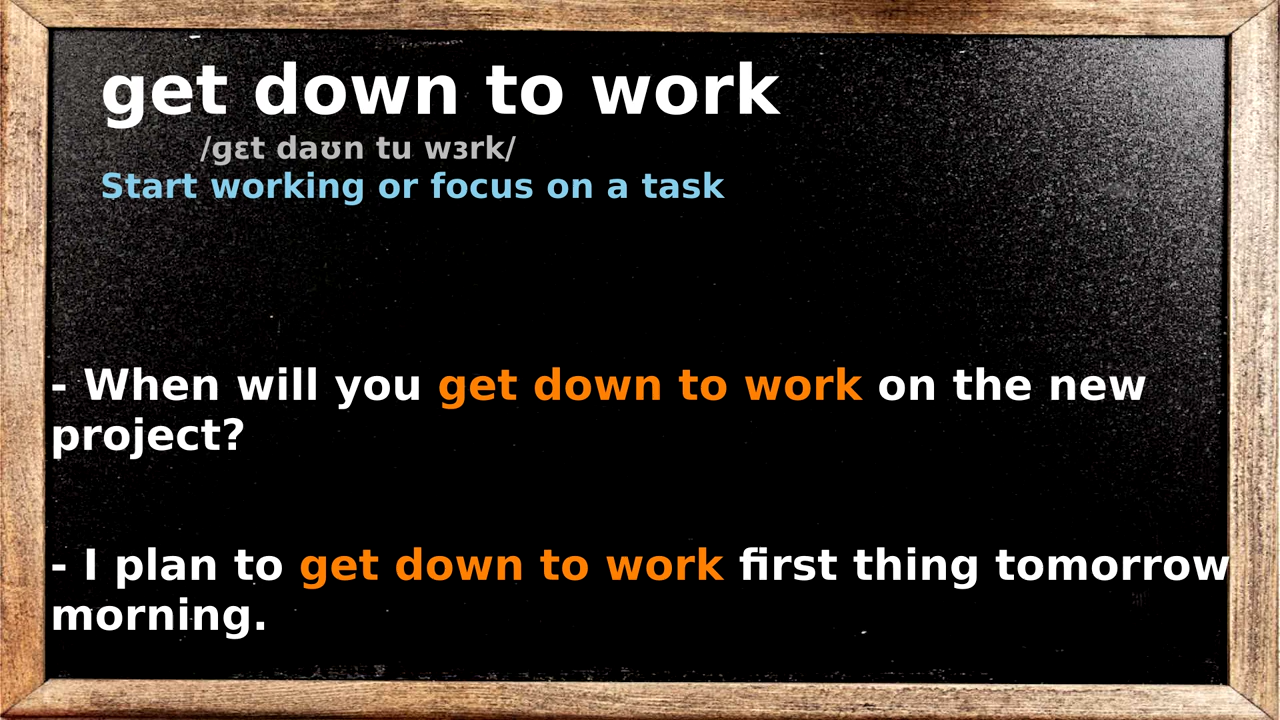 get down to work
/gɛt daʊn tu wɜrk/
Start working or focus on a task
- When will you get down to work on the new
project?
- I plan to get down to work first thing tomorrow
morning.